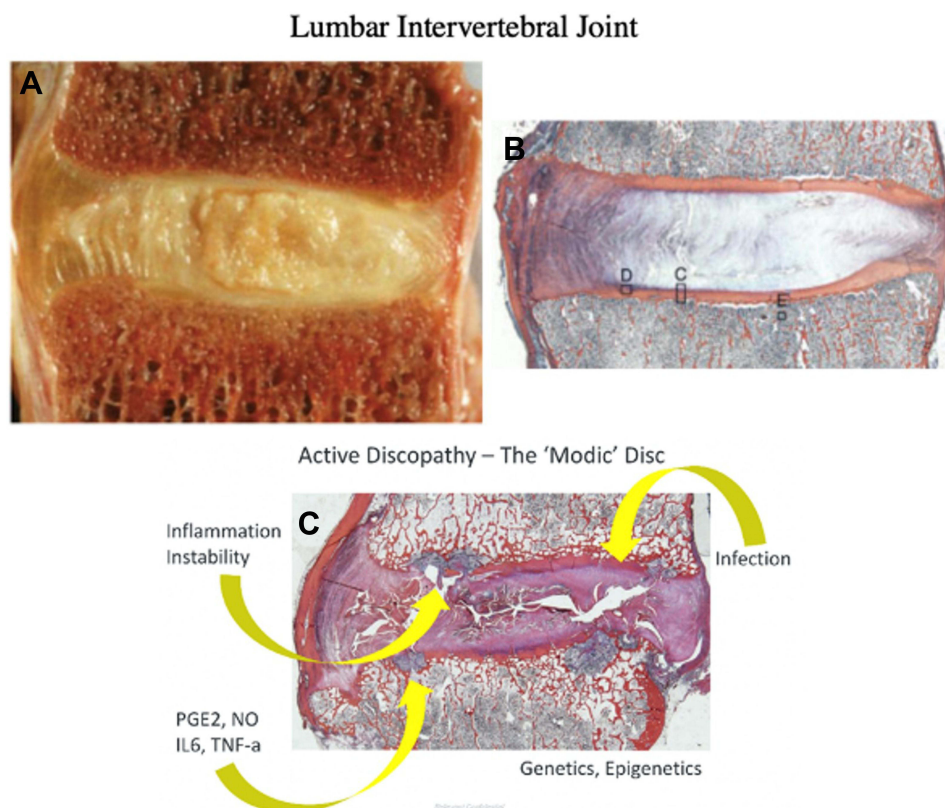 Lumbar Intervertebral Joint
A
B
D C
E
Active Discopathy – The 'Modic' Disc
C
Inflammation
Instability
Infection
PGE2, NO
IL6, TNF-a
Genetics, Epigenetics